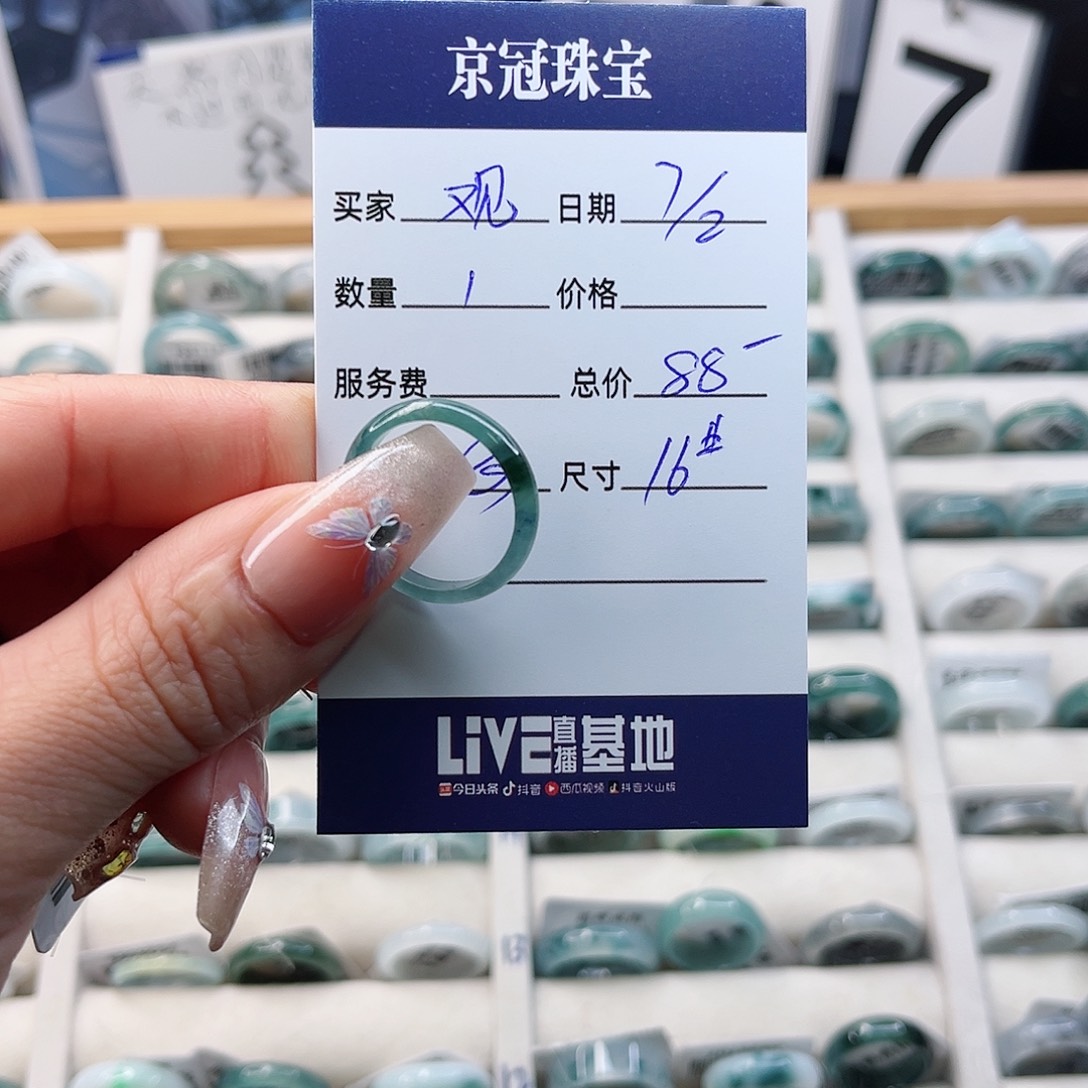 京冠珠宝
买家 观 日期 7/2
数量 1 价格
服务费 总价 88-
尺寸 16#
LiVE直播基地
今日头条 抖音 西瓜视频 抖音火山版
7